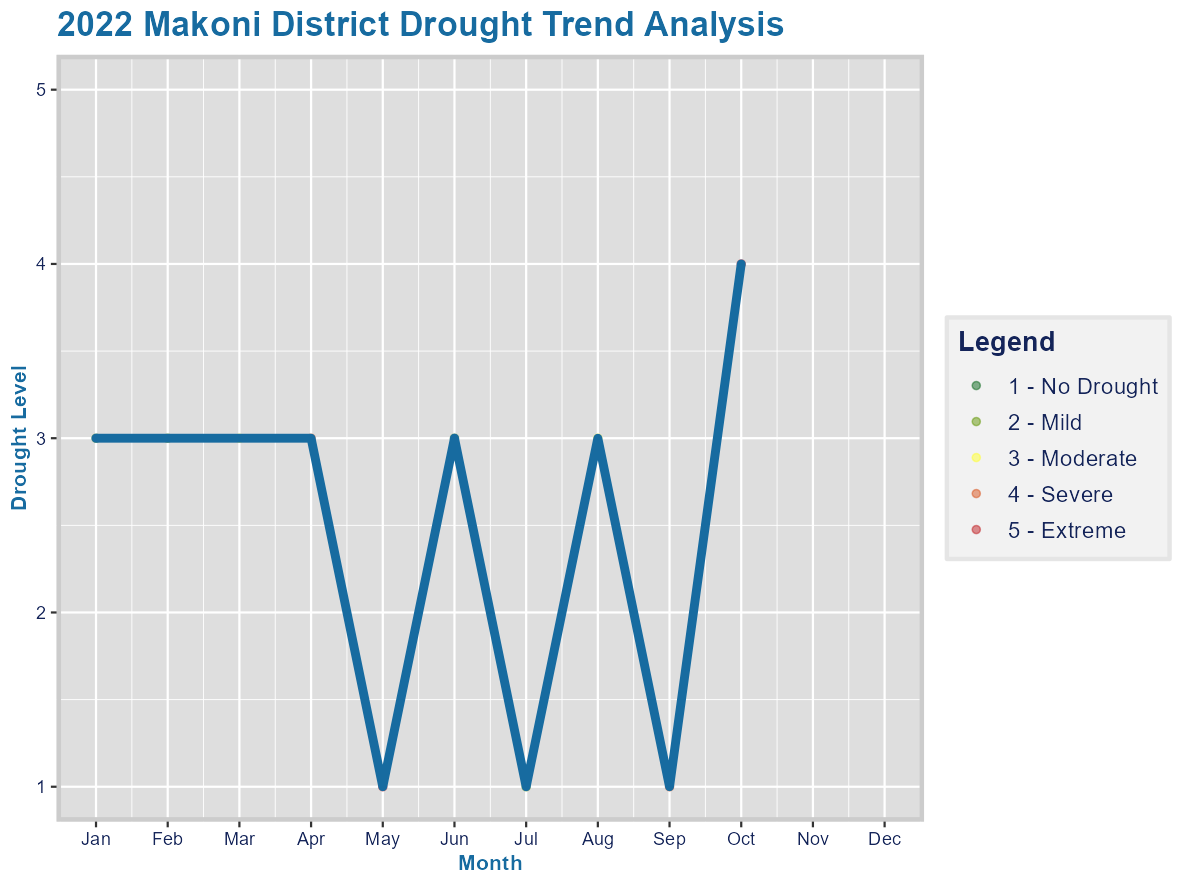 2022 Makoni District Drought Trend Analysis
Drought Level
5
4
3
2
1
Jan Feb Mar Apr May Jun Jul Aug Sep Oct Nov Dec
Month
Legend
1 - No Drought
2 - Mild
3 - Moderate
4 - Severe
5 - Extreme